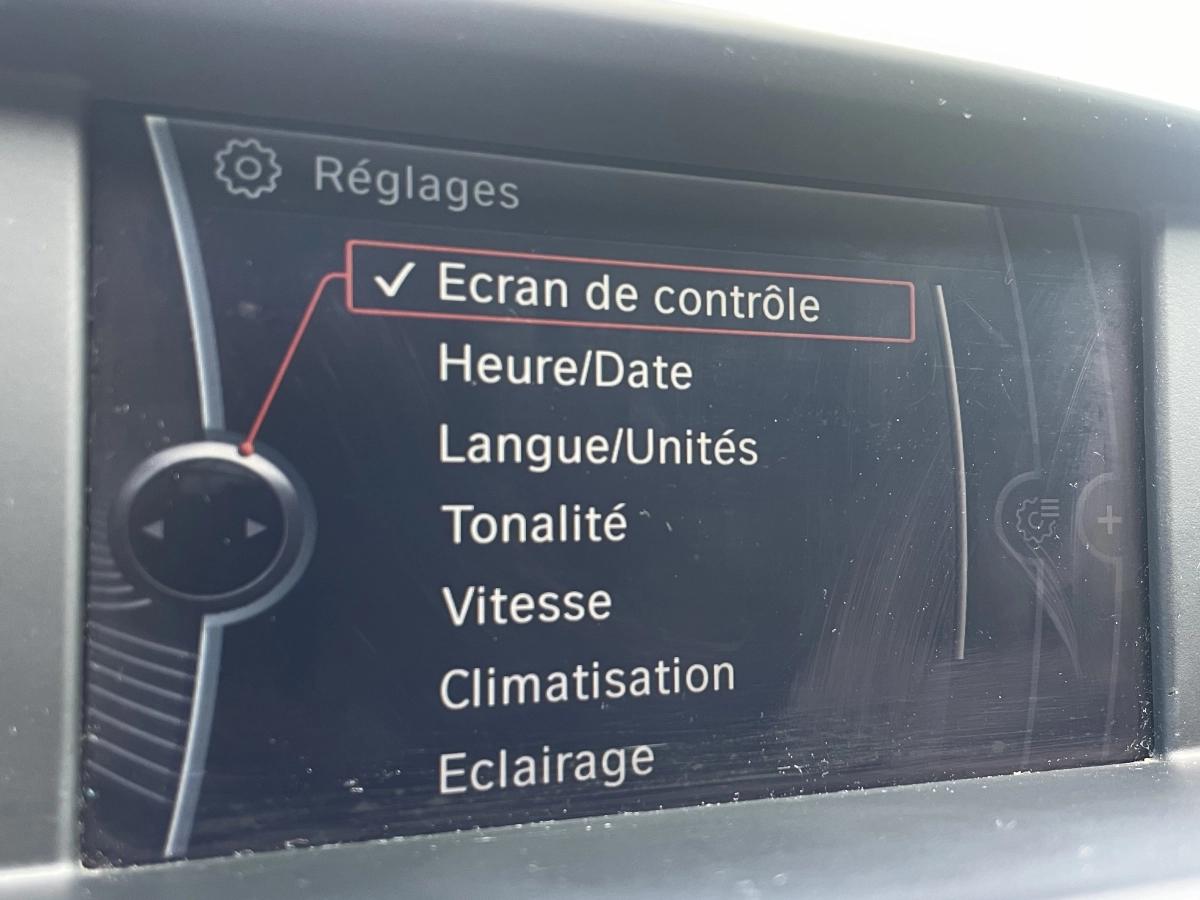 Réglages
✓ Ecran de contrôle
Heure/Date
Langue/Unités
Tonalité
Vitesse
Climatisation
Eclairage